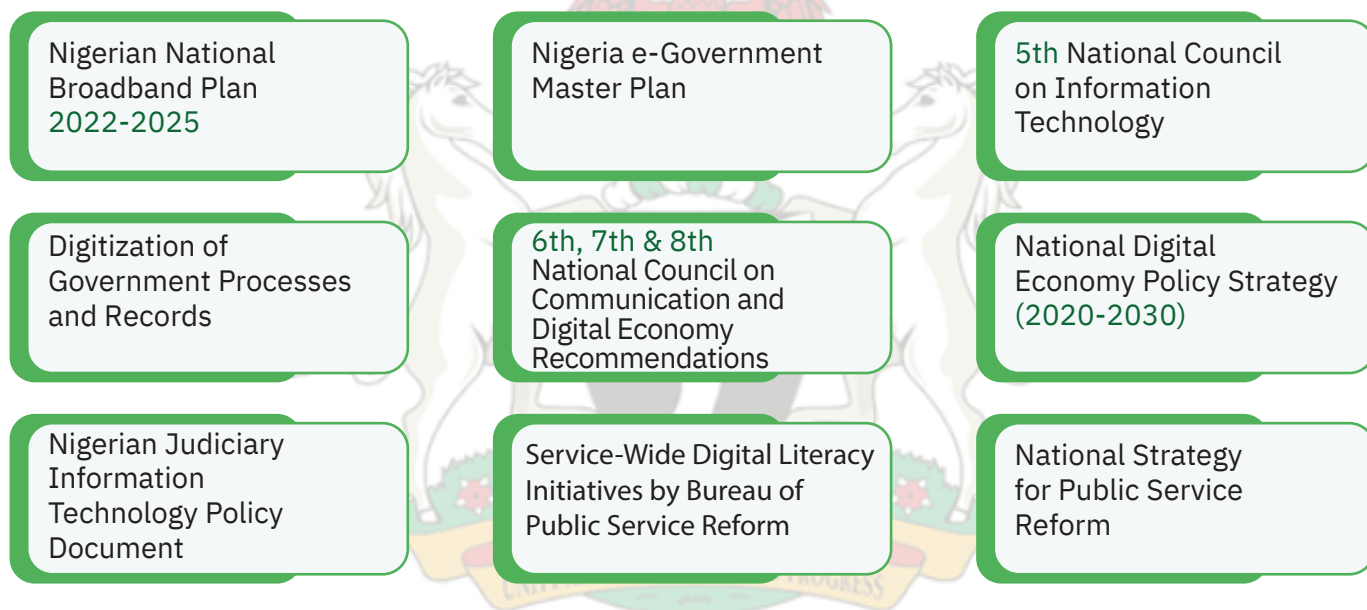 Nigerian National
Broadband Plan
2022-2025
Nigeria e-Government
Master Plan
5th National Council
on Information
Technology
Digitization of
Government Processes
and Records
6th, 7th & 8th
National Council on
Communication and
Digital Economy
Recommendations
National Digital
Economy Policy Strategy
(2020-2030)
Nigerian Judiciary
Information
Technology Policy
Document
Service-Wide Digital Literacy
Initiatives by Bureau of
Public Service Reform
National Strategy
for Public Service
Reform
PROGRESS